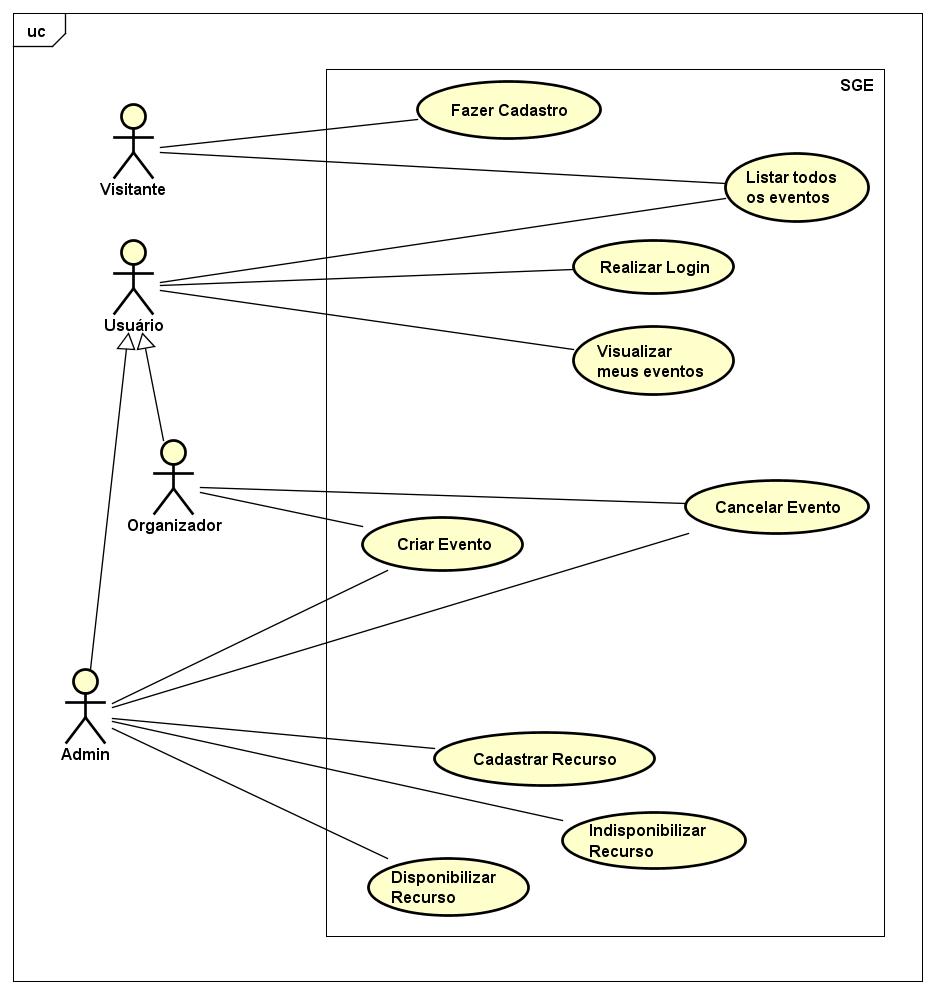 uc
SGE
Fazer Cadastro
Visitante
Listar todos
os eventos
Realizar Login
Usuário
Visualizar
meus eventos
Organizador
Cancelar Evento
Criar Evento
Admin
Cadastrar Recurso
Indisponibilizar
Recurso
Disponibilizar
Recurso